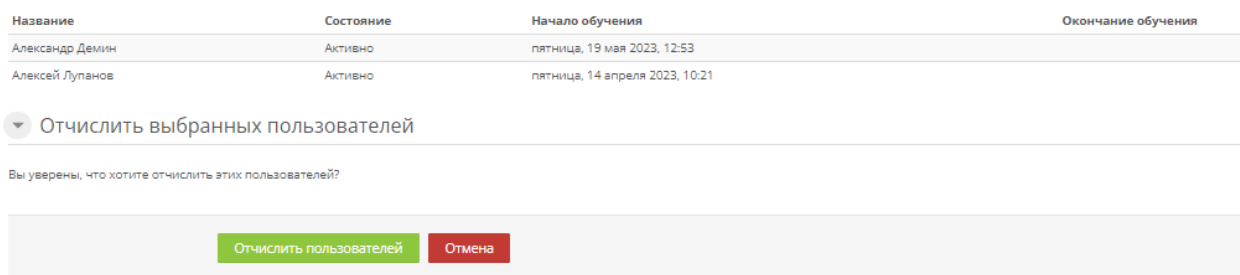 Название Состояние Начало обучения Окончание обучения
Александр Демин Активно пятница, 19 мая 2023, 12:53
Алексей Лупанов Активно пятница, 14 апреля 2023, 10:21
Отчислить выбранных пользователей
Вы уверены, что хотите отчислить этих пользователей?
Отчислить пользователей Отмена